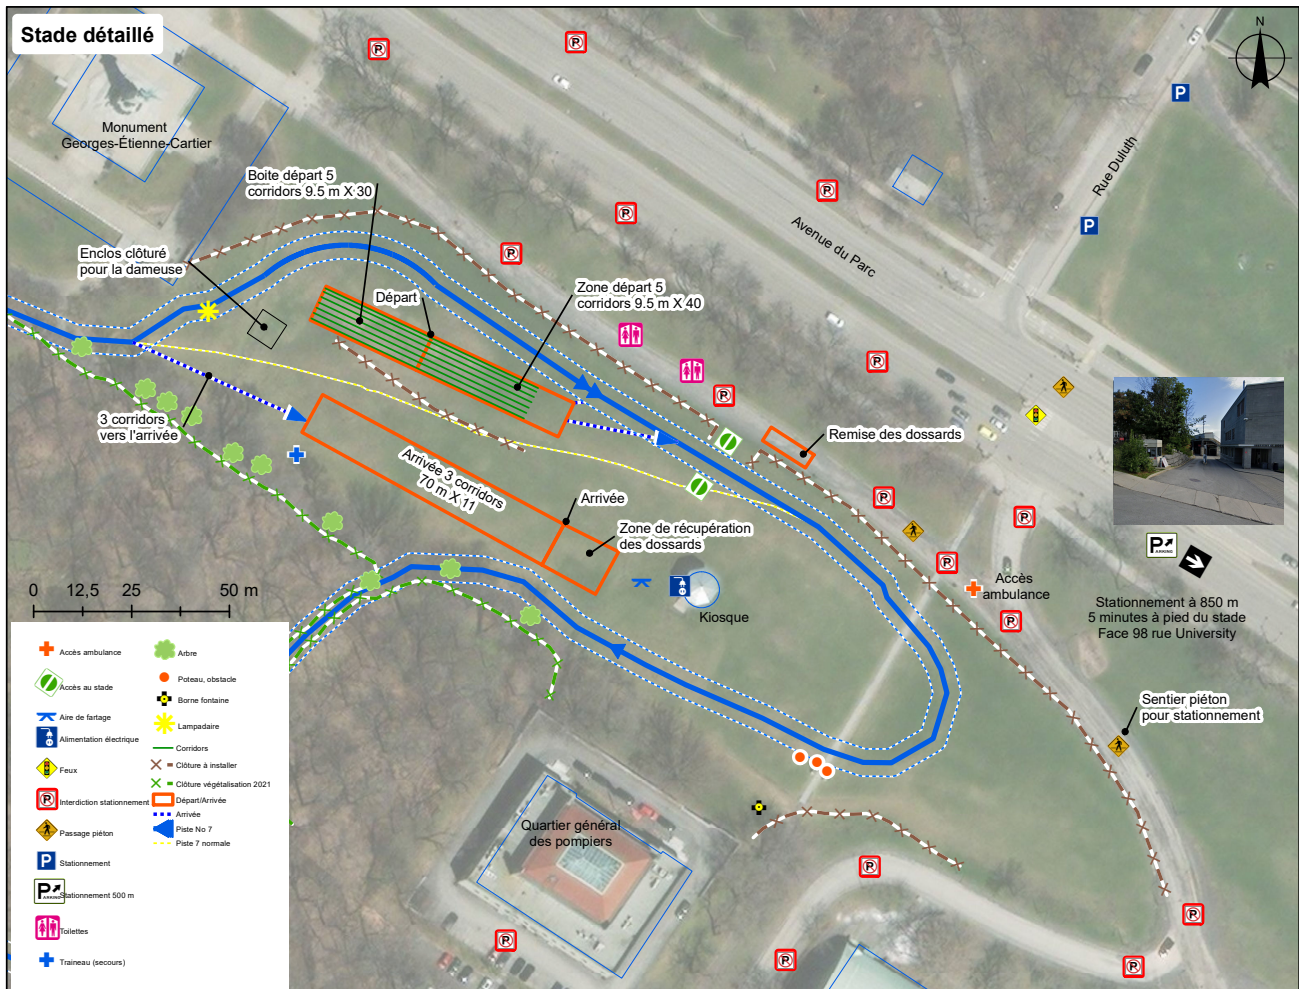 Stade détaillé
N
Monument
Georges-Étienne-Cartier
Boite départ 5
corridors 9.5 m X 30
Rue Duluth
Avenue du Parc
Enclos clôturé
pour la dameuse
Départ
Zone départ 5
corridors 9.5 m X 40
3 corridors
vers l'arrivée
Remise des dossards
Arrivée 3 corridors
70 m X 11
Arrivée
Zone de récupération
des dossards
Kiosque
Accès
ambulance
P
ARKING
Stationnement à 850 m
5 minutes à pied du stade
Face 98 rue University
Sentier piéton
pour stationnement
Quartier général
des pompiers
0 12,5 25 50 m
Accès ambulance
Accès au stade
Aire de fartage
Alimentation électrique
Feux
Interdiction stationnement
Passage piéton
P Stationnement
P Stationnement 500 m
Toilettes
Traineau (secours)
Arbre
Poteau, obstacle
Borne fontaine
Lampadaire
Corridors
Clôture à installer
Clôture végétalisation 2021
Départ/Arrivée
Arrivée
Piste No 7
Piste 7 normale